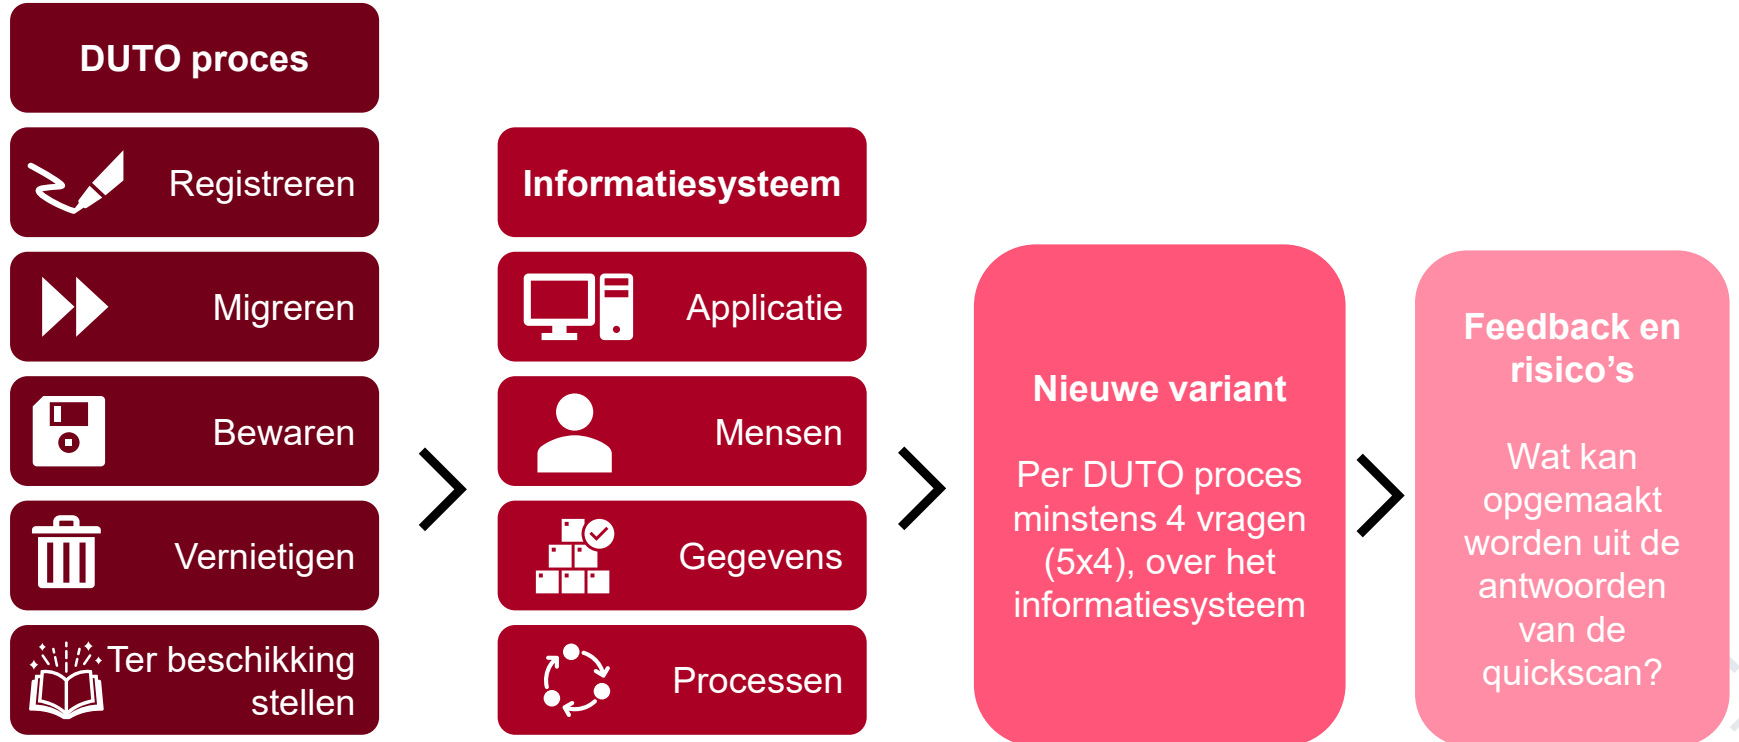 DUTO proces
Registreren
Migreren
Bewaren
Vernietigen
Ter beschikking
stellen
Informatiesysteem
Applicatie
Mensen
Gegevens
Processen
Nieuwe variant
Per DUTO proces
minstens 4 vragen
(5x4), over het
informatiesysteem
Feedback en
risico’s
Wat kan
opgemaakt
worden uit de
antwoorden
van de
quickscan?